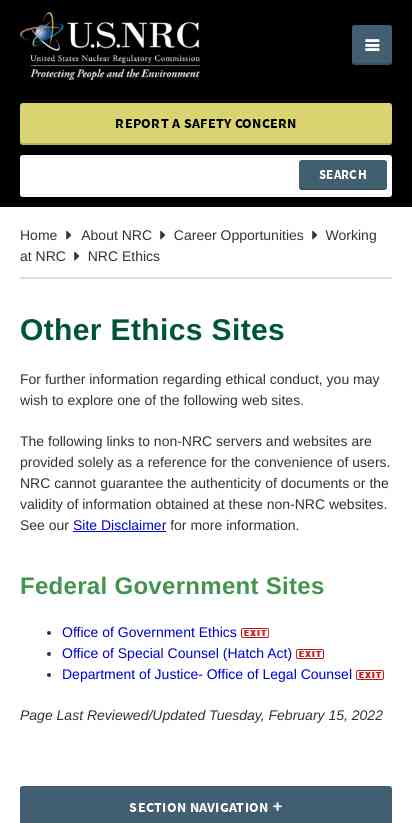 U.S.NRC
United States Nuclear Regulatory Commission
Protecting People and the Environment
REPORT A SAFETY CONCERN
SEARCH
Home About NRC Career Opportunities Working
at NRC NRC Ethics
Other Ethics Sites
For further information regarding ethical conduct, you may
wish to explore one of the following web sites.
The following links to non-NRC servers and websites are
provided solely as a reference for the convenience of users.
NRC cannot guarantee the authenticity of documents or the
validity of information obtained at these non-NRC websites.
See our Site Disclaimer for more information.
Federal Government Sites
• Office of Government Ethics EXIT
• Office of Special Counsel (Hatch Act) EXIT
• Department of Justice- Office of Legal Counsel EXIT
Page Last Reviewed/Updated Tuesday, February 15, 2022
SECTION NAVIGATION +